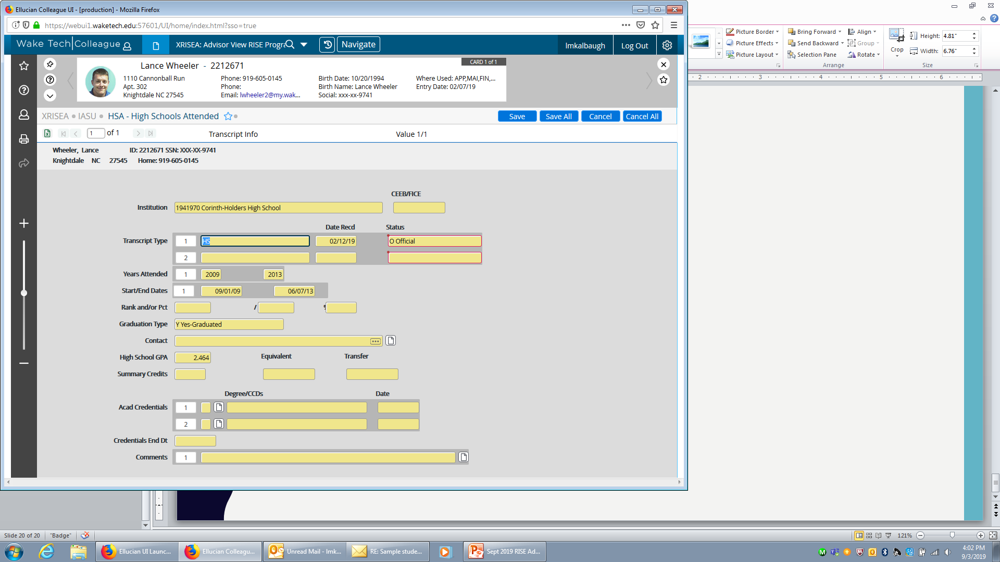 Ellucian Colleague UI - [production] - Mozilla Firefox
https://webui1.waketech.edu:57601/UI/home/index.html?sso=true
Wake Tech|Colleague
XRISEA: Advisor View RISE Progra
Navigate
lmkalbaugh
Log Out
CARD 1 of 1
Lance Wheeler - 2212671
1110 Cannonball Run
Apt. 302
Knightdale NC 27545
Phone: 919-605-0145
Phone:
Email: lwheeler2@my.wak...
Birth Date: 10/20/1994
Birth Name: Lance Wheeler
Social: xxx-xx-9741
Where Used: APP,MAI,FIN,...
Entry Date: 02/07/19
XRISEA IASU HSA - High Schools Attended
Save
Save All
Cancel
Cancel All
1 of 1
Transcript Info
Value 1/1
Wheeler, Lance ID: 2212671 SSN: XXX-XX-9741
Knightdale NC 27545 Home: 919-605-0145
CEEB/FICE
Institution 1941970 Corinth-Holders High School
Date Recd Status
Transcript Type 1 HS 02/12/19 O Official
2
Years Attended 1 2009 2013
Start/End Dates 1 09/01/09 06/07/13
Rank and/or Pct /
Graduation Type Y Yes-Graduated
Contact
High School GPA 2.464 Equivalent Transfer
Summary Credits
Degree/CCDs Date
Acad Credentials 1
2
Credentials End Dt
Comments 1
Picture Border
Picture Effects
Picture Layout
Bring Forward
Send Backward
Selection Pane
Align
Group
Rotate
Arrange
Crop
Height: 4.81"
Width: 6.76"
Size
2 3 4 5 6
Slide 20 of 20
"Badge"
121%
Ellucian UI Launc...
Ellucian Colleagu...
Unread Mail - lmk...
RE: Sample stude...
Sept 2019 RISE Ad...
4:02 PM
9/3/2019